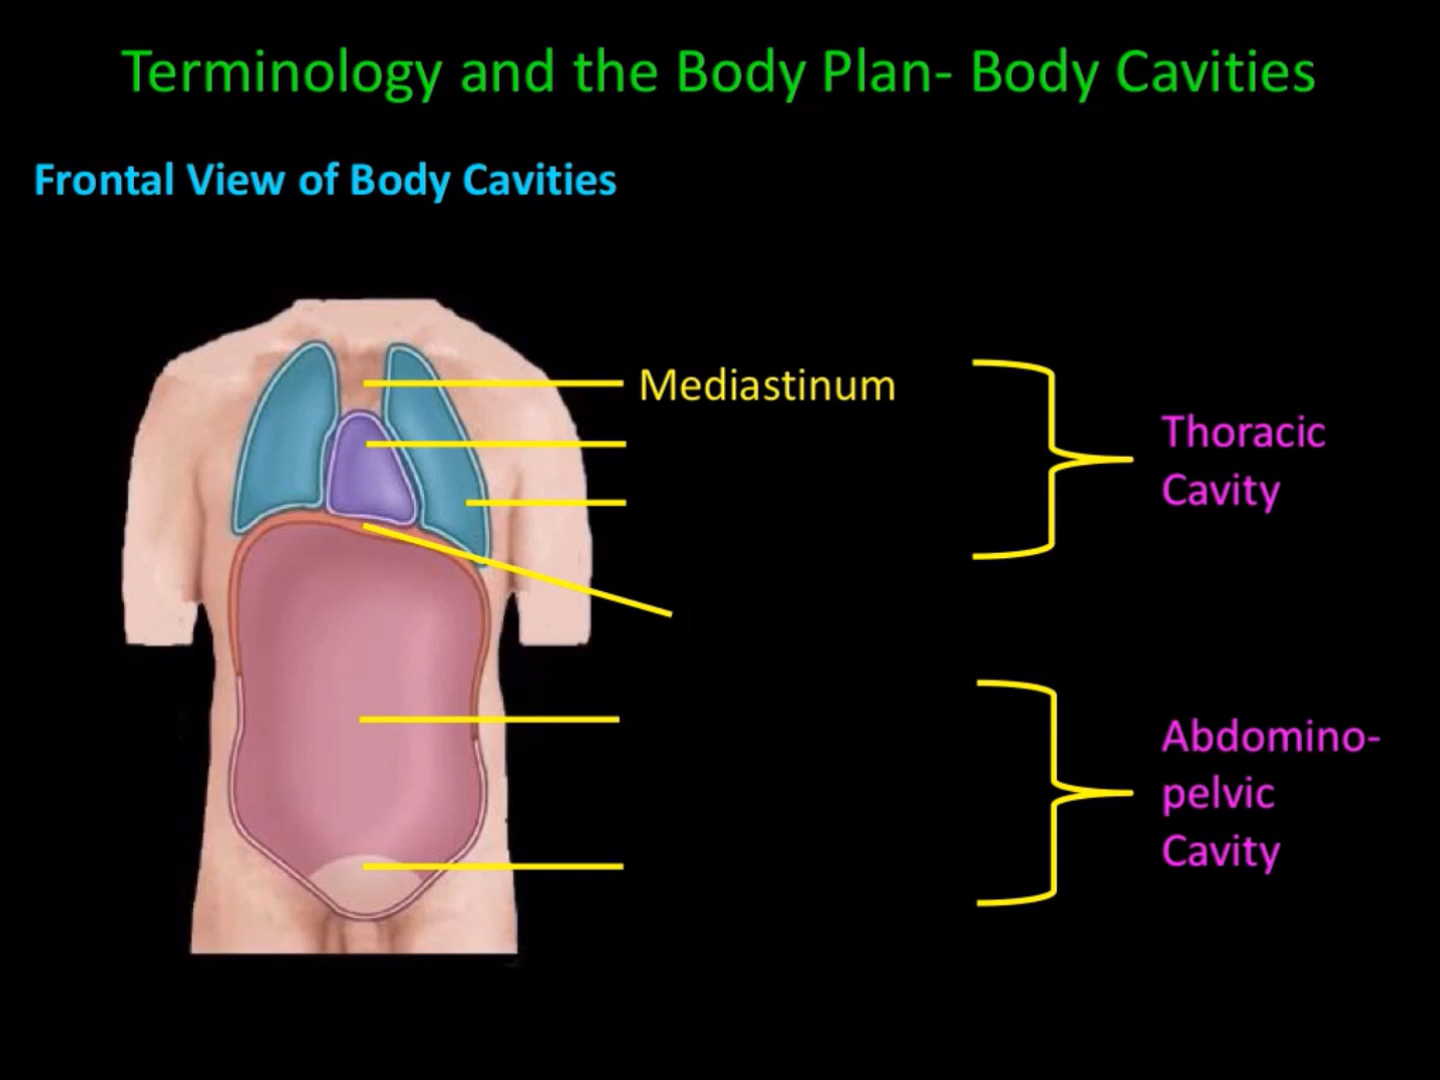 Terminology and the Body Plan- Body Cavities
Frontal View of Body Cavities
Mediastinum
Thoracic
Cavity
Abdomino-
pelvic
Cavity